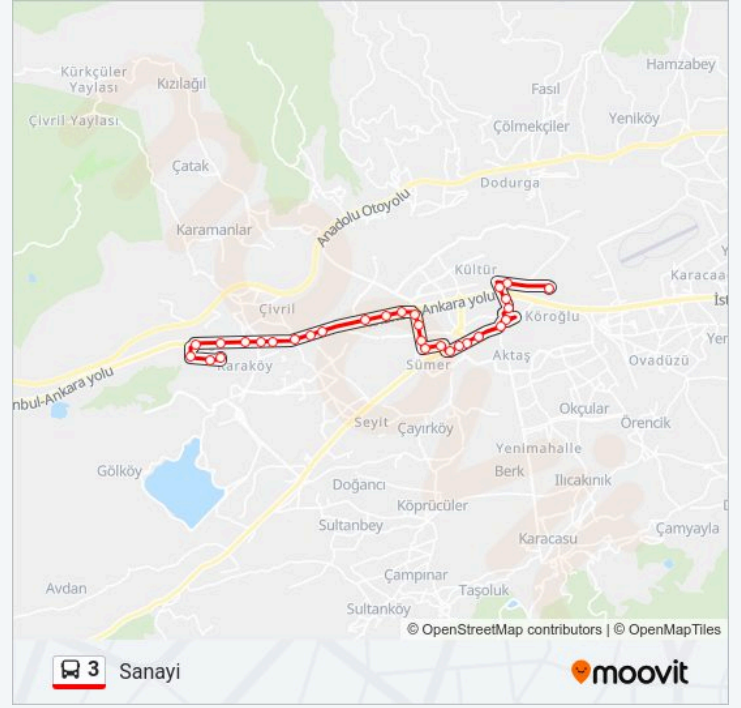 Hamzabey
Kürkçüler
Yaylası
Kızılağıl
Fasıl
Çivril Yaylası
Çölmekçiler
Yeniköy
Çatak
Dodurga
Anadolu Otoyolu
Karamanlar
Kültür
Karacaa
Çivril
Ankara yolu
İst
Köroğlu
Yer
Karaköy
Sümer
Aktaş
Ovadüzü
nbul-Ankara yolu
Okçular
Seyit
Çayırköy
Örencik
Yenimahalle
Gölköy
Berk
Ilıcakınık
Doğancı
Köprücüler
Sultanbey
Çamyayla
Karacasu
Çampınar
Avdan
Taşoluk
Sultanköy
© OpenStreetMap contributors | © OpenMapTiles
3 Sanayi
moovit